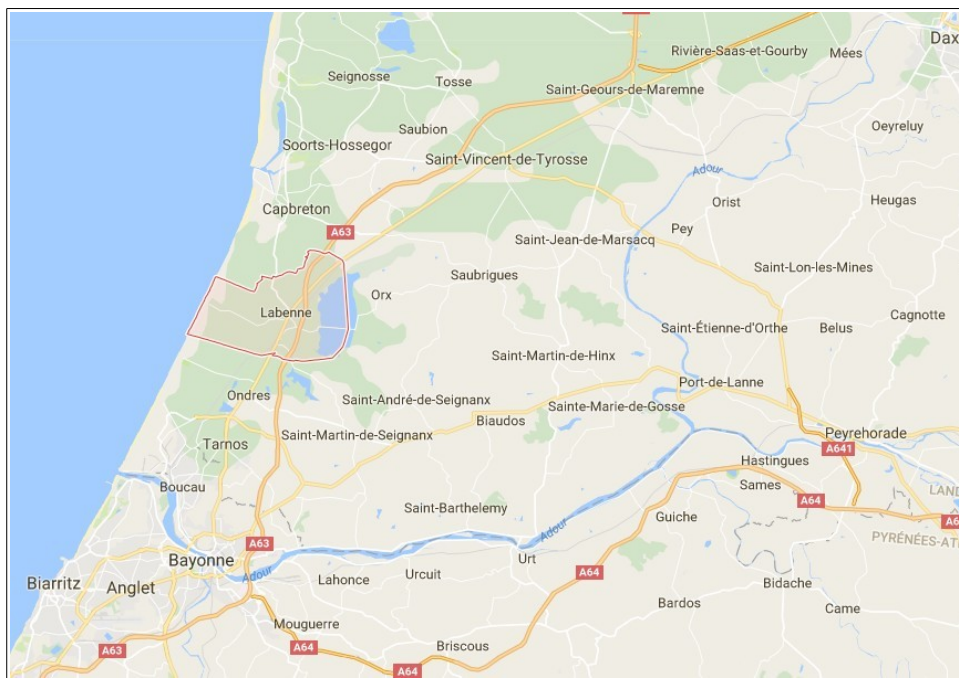 Dax
Mées
Rivière-Saas-et-Gourby
Seignosse
Tosse
Saint-Geours-de-Maremne
Saubion
Oeyreluy
Soorts-Hossegor
Saint-Vincent-de-Tyrosse
Adour
Heugas
Orist
Capbreton
Pey
A63
Saint-Jean-de-Marsacq
Saubrigues
Saint-Lon-les-Mines
Orx
Labenne
Cagnotte
Saint-Étienne-d'Orthe
Belus
Saint-Martin-de-Hinx
Port-de-Lanne
Ondres
Saint-André-de-Seignanx
Sainte-Marie-de-Gosse
Biaudos
Saint-Martin-de-Seignanx
Peyrehorade
Tarnos
A641
Hastingues
Boucau
Sames
LAND
A64
Saint-Barthelemy
Guiche
A6
Adour
PYRÉNÉES-AT
A63
Bayonne
Urt
Adour
Lahonce
Urcuit
A64
Biarritz
Anglet
Bidache
Bardos
Came
Mouguerre
A63
A64
Briscous
A64